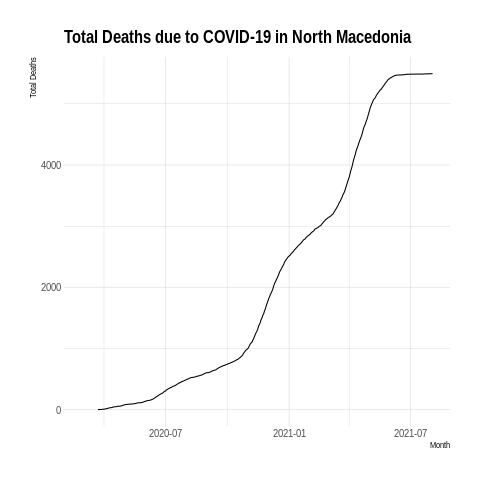 Total Deaths due to COVID-19 in North Macedonia
Total Deaths
4000
2000
0
2020-07
2021-01
2021-07
Month